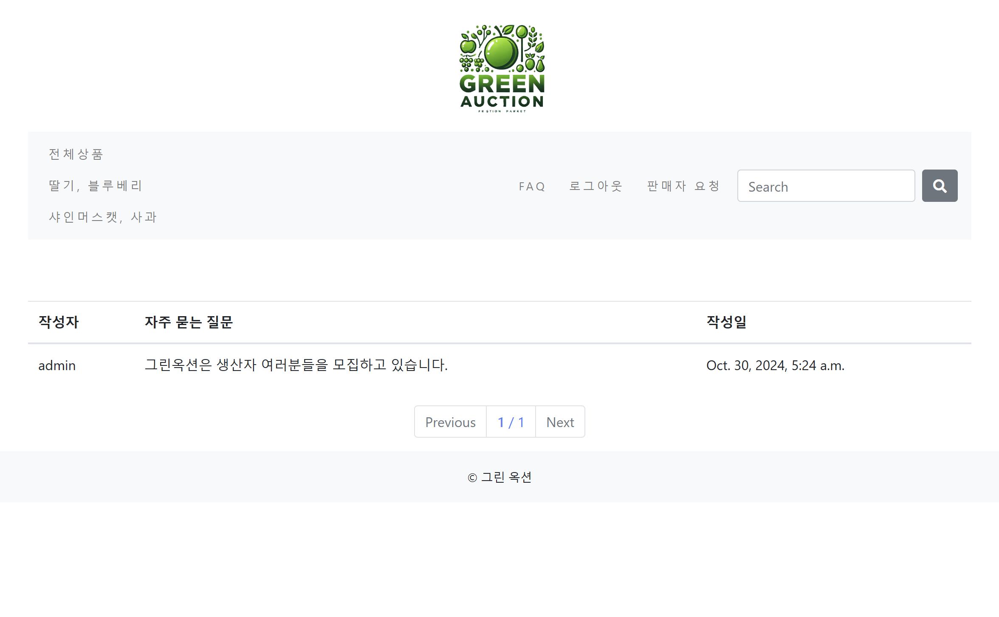 GREEN
AUCTION
전체상품
딸기, 블루베리
샤인머스캣, 사과
FAQ 로그아웃 판매자 요청 Search
작성자 자주 묻는 질문 작성일
admin 그린옥션은 생산자 여러분들을 모집하고 있습니다. Oct. 30, 2024, 5:24 a.m.
Previous 1 / 1 Next
© 그린 옥션